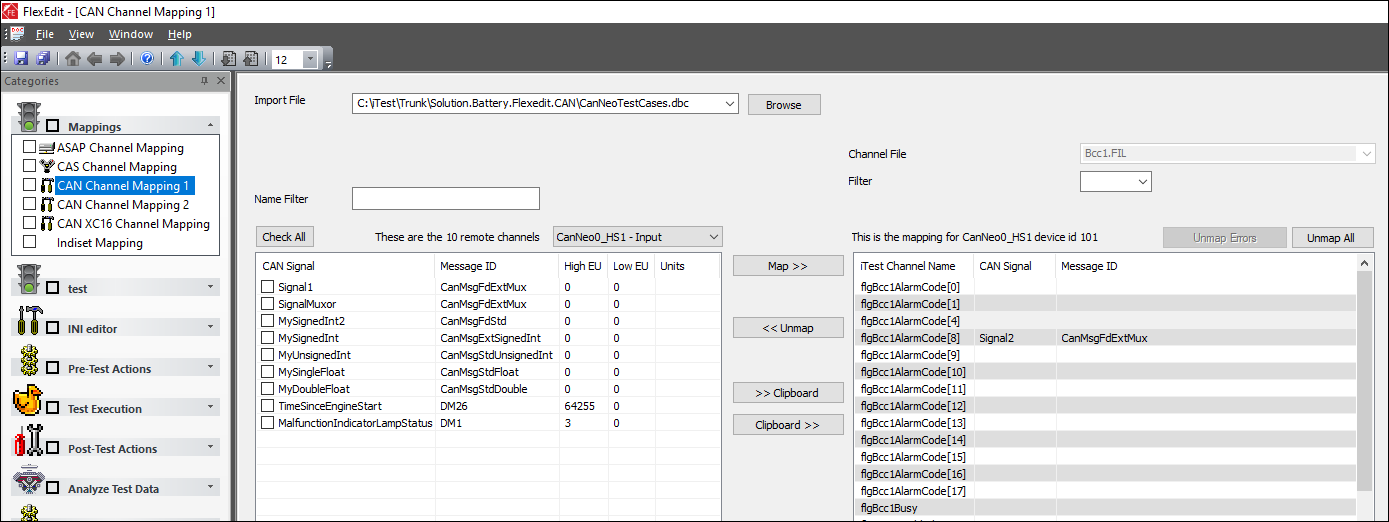 FlexEdit - [CAN Channel Mapping 1]
File View Window Help
12
Categories
Mappings
ASAP Channel Mapping
CAS Channel Mapping
CAN Channel Mapping 1
CAN Channel Mapping 2
CAN XC16 Channel Mapping
Indiset Mapping
test
INI editor
Pre-Test Actions
Test Execution
Post-Test Actions
Analyze Test Data
Import File C:\iTest\Trunk\Solution.Battery.Flexedit.CAN\CanNeoTestCases.dbc Browse
Channel File Bcc1.FIL
Filter
Name Filter
Check All These are the 10 remote channels CanNeo0_HS1 - Input
CAN Signal Message ID High EU Low EU Units
Signal1 CanMsgFdExtMux 0 0
SignalMuxor CanMsgFdExtMux 0 0
MySignedInt2 CanMsgFdStd 0 0
MySignedInt CanMsgExtSignedInt 0 0
MyUnsignedInt CanMsgStdUnsignedInt 0 0
MySingleFloat CanMsgStdFloat 0 0
MyDoubleFloat CanMsgStdDouble 0 0
TimeSinceEngineStart DM26 64255 0
MalfunctionIndicatorLampStatus DM1 3 0
Map >>
<< Unmap
>> Clipboard
Clipboard >>
This is the mapping for CanNeo0_HS1 device id 101 Unmap Errors Unmap All
iTest Channel Name CAN Signal Message ID
flgBcc1AlarmCode[0]
flgBcc1AlarmCode[1]
flgBcc1AlarmCode[4]
flgBcc1AlarmCode[8] Signal2 CanMsgFdExtMux
flgBcc1AlarmCode[9]
flgBcc1AlarmCode[10]
flgBcc1AlarmCode[11]
flgBcc1AlarmCode[12]
flgBcc1AlarmCode[13]
flgBcc1AlarmCode[14]
flgBcc1AlarmCode[15]
flgBcc1AlarmCode[16]
flgBcc1AlarmCode[17]
flgBcc1Busy